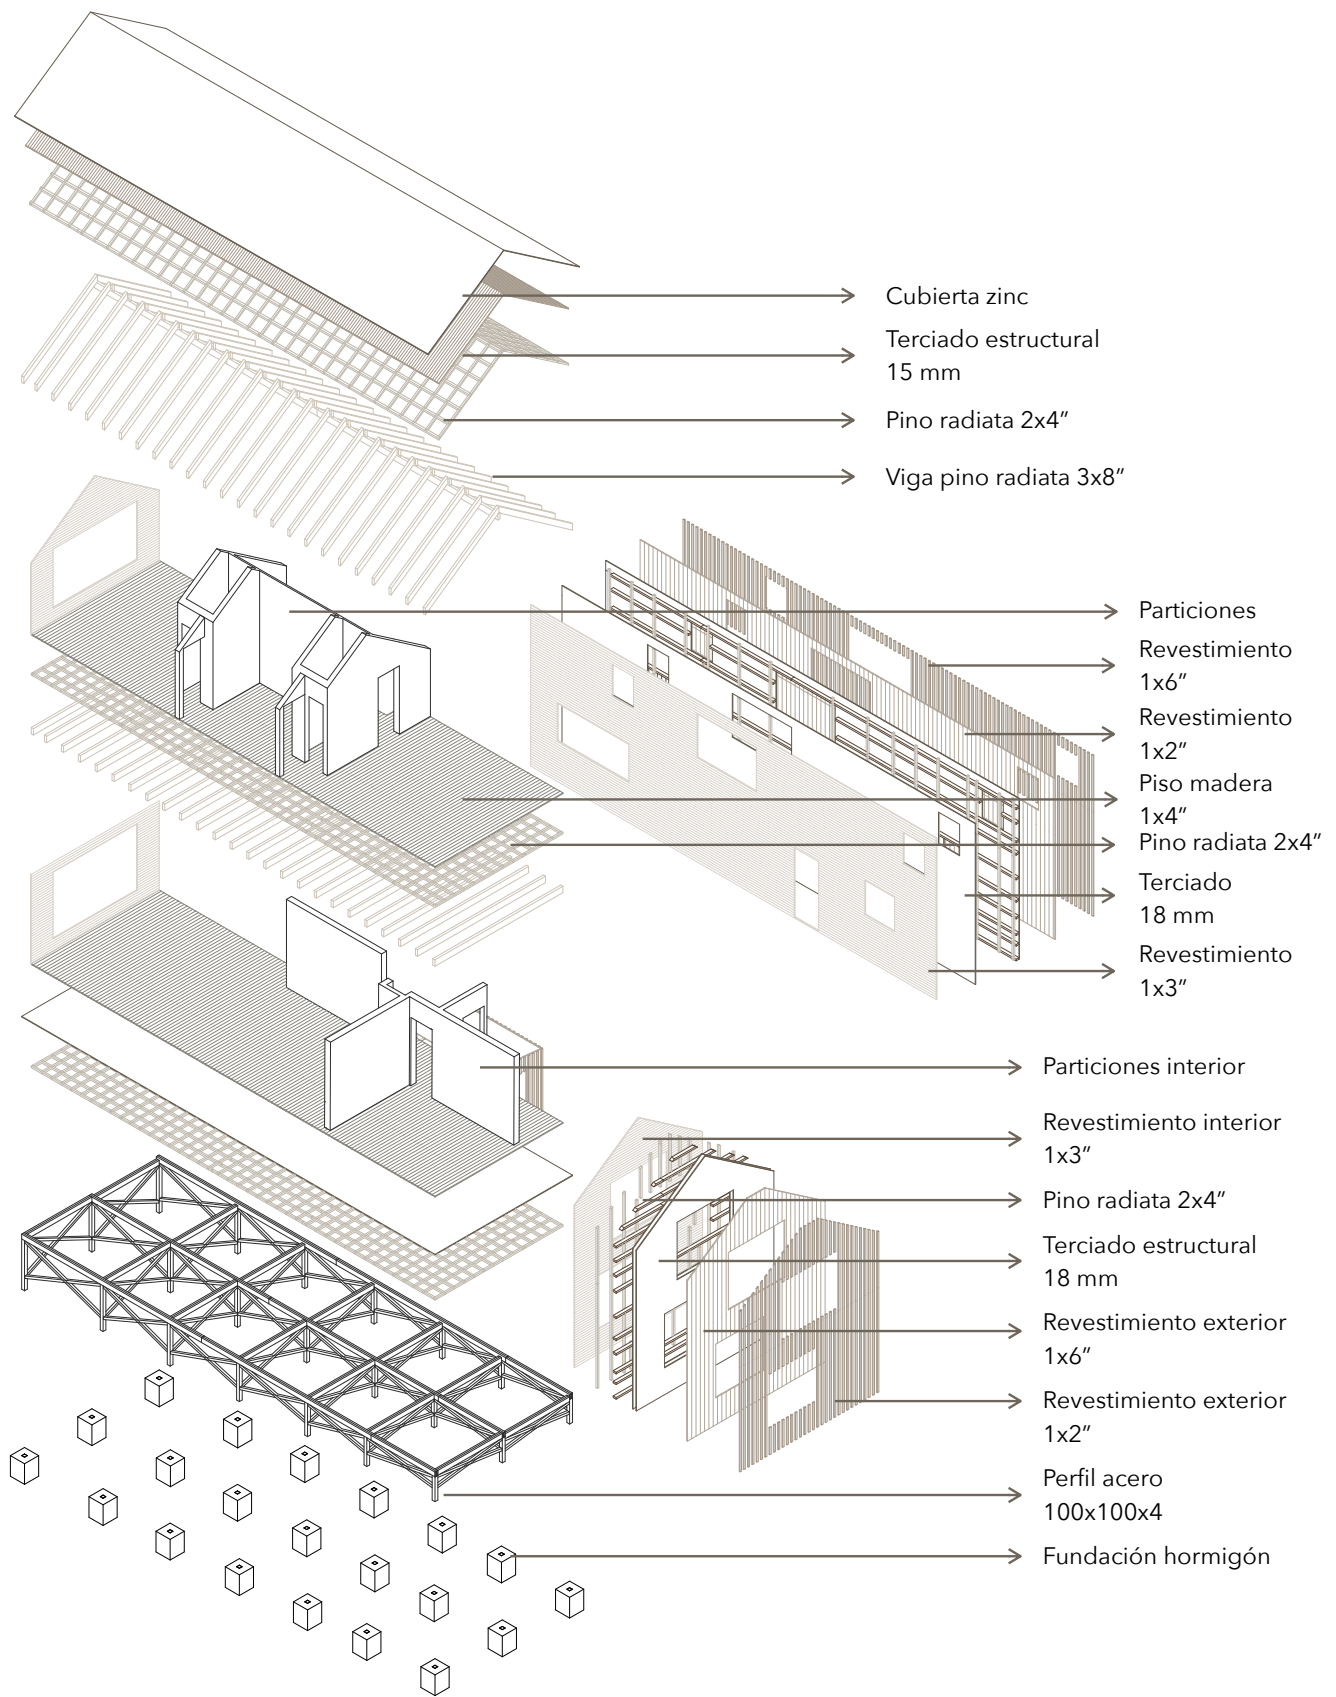 Cubierta zinc
Terciado estructural
15 mm
Pino radiata 2x4”
Viga pino radiata 3x8”
Particiones
Revestimiento
1x6”
Revestimiento
1x2”
Piso madera
1x4”
Pino radiata 2x4”
Terciado
18 mm
Revestimiento
1x3”
Particiones interior
Revestimiento interior
1x3”
Pino radiata 2x4”
Terciado estructural
18 mm
Revestimiento exterior
1x6”
Revestimiento exterior
1x2”
Perfil acero
100x100x4
Fundación hormigón